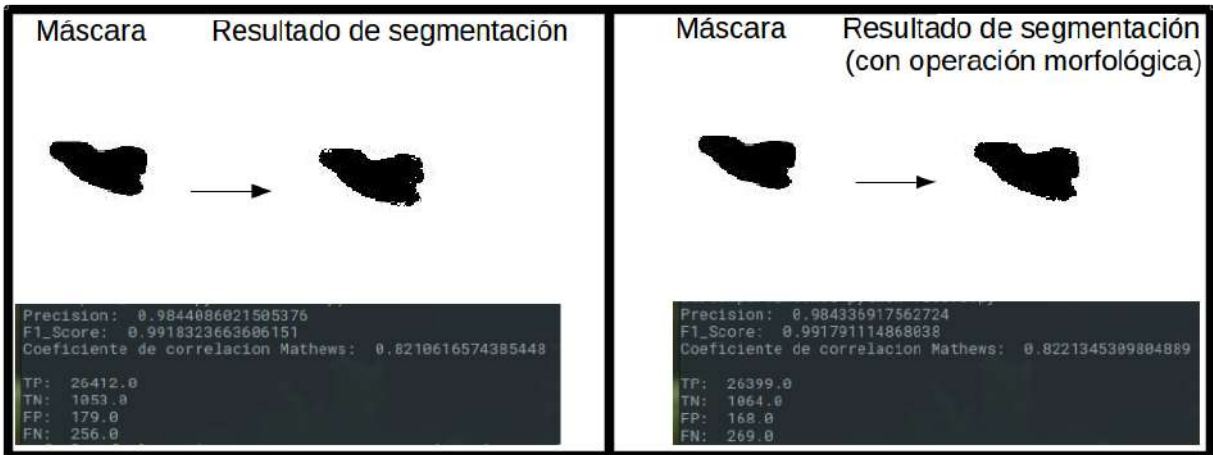 Máscara
Resultado de segmentación
Precision: 0.9844086021505376
F1_Score: 0.9918323663606151
Coeficiente de correlacion Mathews: 0.8210616574385448
TP: 26412.0
TN: 1053.0
FP: 179.0
FN: 256.0
Máscara
Resultado de segmentación
(con operación morfológica)
Precision: 0.984336917562724
F1_Score: 0.991791114868038
Coeficiente de correlacion Mathews: 0.8221345309804889
TP: 26399.0
TN: 1064.0
FP: 168.0
FN: 269.0